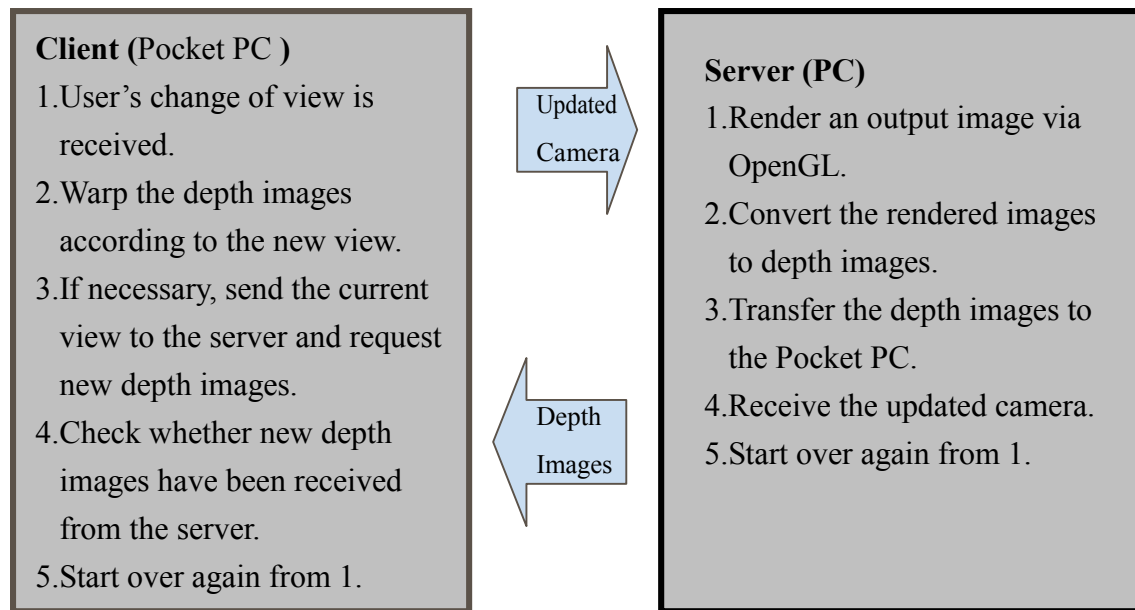 Client (Pocket PC )
1.User’s change of view is
received.
2.Warp the depth images
according to the new view.
3.If necessary, send the current
view to the server and request
new depth images.
4.Check whether new depth
images have been received
from the server.
5.Start over again from 1.
Updated
Camera
Depth
Images
Server (PC)
1.Render an output image via
OpenGL.
2.Convert the rendered images
to depth images.
3.Transfer the depth images to
the Pocket PC.
4.Receive the updated camera.
5.Start over again from 1.